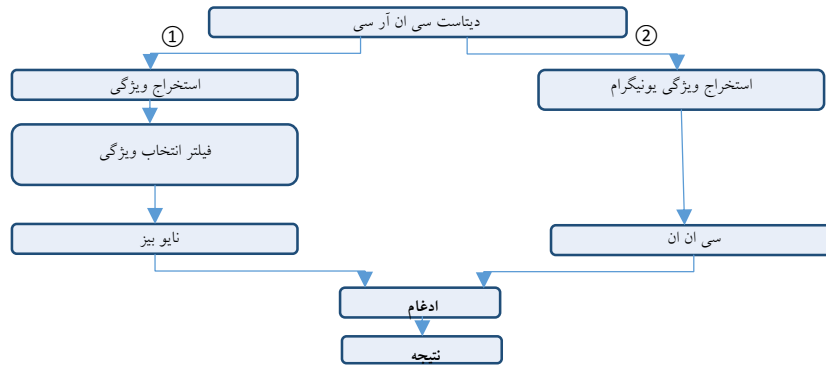 دیتاست سی ان آر سی
①
②
استخراج ویژگی
استخراج ویژگی یونیگرام
فیلتر انتخاب ویژگی
نایو بیز
سی ان ان
ادغام
نتیجه